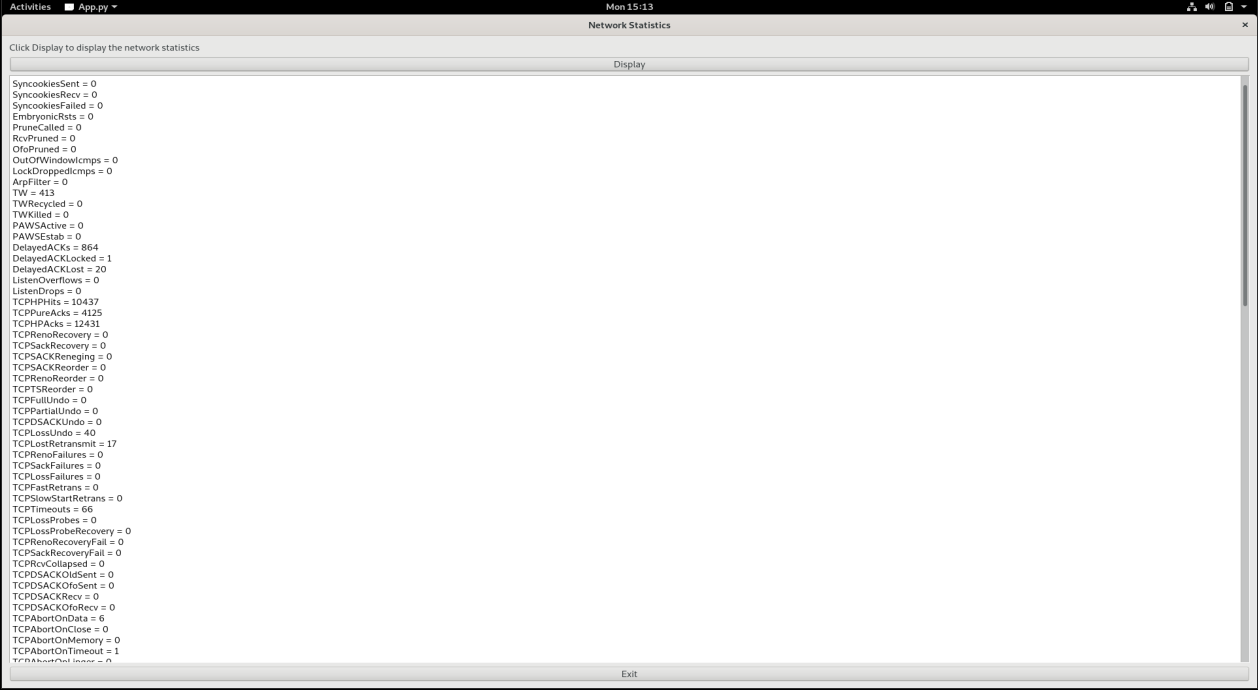 Activities App.py Mon 15:13
Network Statistics ×
Click Display to display the network statistics
Display
SyncookiesSent = 0
SyncookiesRecv = 0
SyncookiesFailed = 0
EmbryonicRsts = 0
PruneCalled = 0
RcvPruned = 0
OfoPruned = 0
OutOfWindowIcmps = 0
LockDroppedIcmps = 0
ArpFilter = 0
TW = 413
TWRecycled = 0
TWKilled = 0
PAWSActive = 0
PAWSEstab = 0
DelayedACKs = 864
DelayedACKLocked = 1
DelayedACKLost = 20
ListenOverflows = 0
ListenDrops = 0
TCPHPHits = 10437
TCPPureAcks = 4125
TCPHPAcks = 12431
TCPRenoRecovery = 0
TCPSackRecovery = 0
TCPSACKReneging = 0
TCPSACKReorder = 0
TCPRenoReorder = 0
TCPTSReorder = 0
TCPFullUndo = 0
TCPPartialUndo = 0
TCPDSACKUndo = 0
TCPLossUndo = 40
TCPLostRetransmit = 17
TCPRenoFailures = 0
TCPSackFailures = 0
TCPLossFailures = 0
TCPFastRetrans = 0
TCPSlowStartRetrans = 0
TCPTimeouts = 66
TCPLossProbes = 0
TCPLossProbeRecovery = 0
TCPRenoRecoveryFail = 0
TCPSackRecoveryFail = 0
TCPRcvCollapsed = 0
TCPDSACKOldSent = 0
TCPDSACKOfoSent = 0
TCPDSACKRecv = 0
TCPDSACKOfoRecv = 0
TCPAbortOnData = 6
TCPAbortOnClose = 0
TCPAbortOnMemory = 0
TCPAbortOnTimeout = 1
TCPAbortOnLinger = 0
Exit